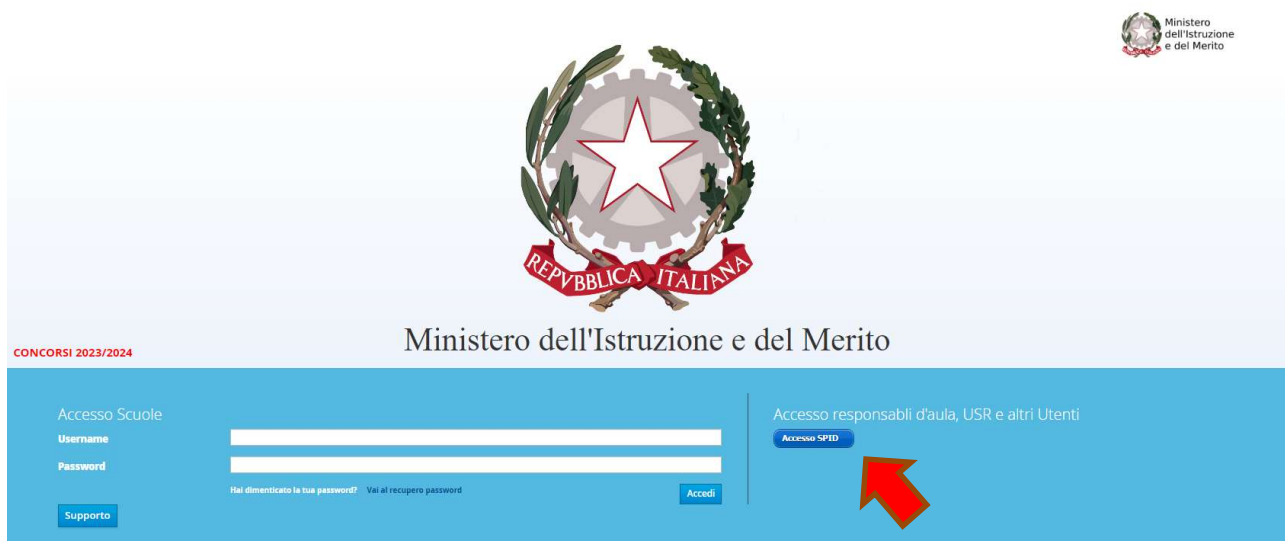 Ministero
dell'Istruzione
e del Merito
REPVBBLICA ITALIANA
Ministero dell'Istruzione e del Merito
CONCORSI 2023/2024
Accesso Scuole
Username
Password
Hai dimenticato la tua password? Vai al recupero password
Accedi
Supporto
Accesso responsabli d'aula, USR e altri Utenti
Accesso SPID